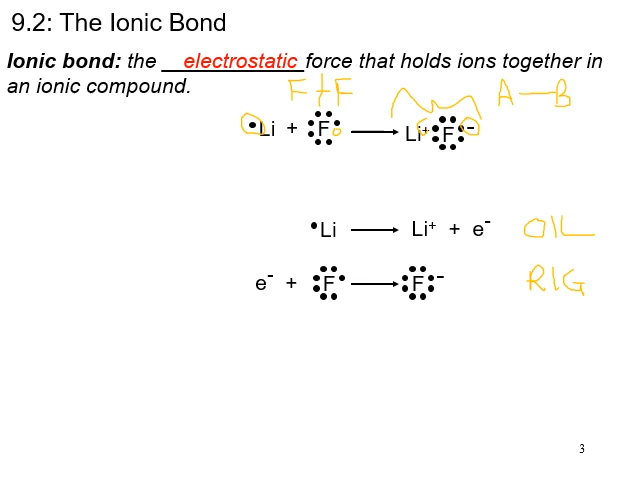 9.2: The Ionic Bond
Ionic bond: the electrostatic force that holds ions together in
an ionic compound.
F + F
A — B
•Li + F → Li⁺ F⁻
•Li → Li⁺ + e⁻
OIL
e⁻ + F → F⁻
RIG
3